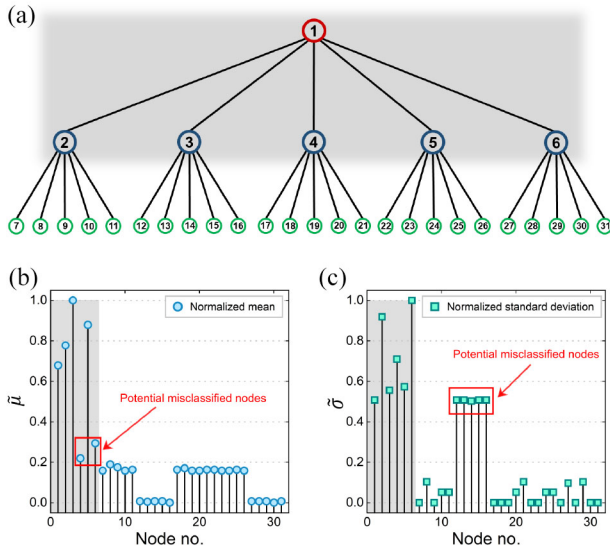 (a)
1
2 3 4 5 6
7 8 9 10 11 12 13 14 15 16 17 18 19 20 21 22 23 24 25 26 27 28 29 30 31
(b)
1.0
0.8
0.6
0.4
0.2
0.0
μ̃
Normalized mean
Potential misclassified nodes
0 10 20 30
Node no.
(c)
1.0
0.8
0.6
0.4
0.2
0.0
σ̃
Normalized standard deviation
Potential misclassified nodes
0 10 20 30
Node no.